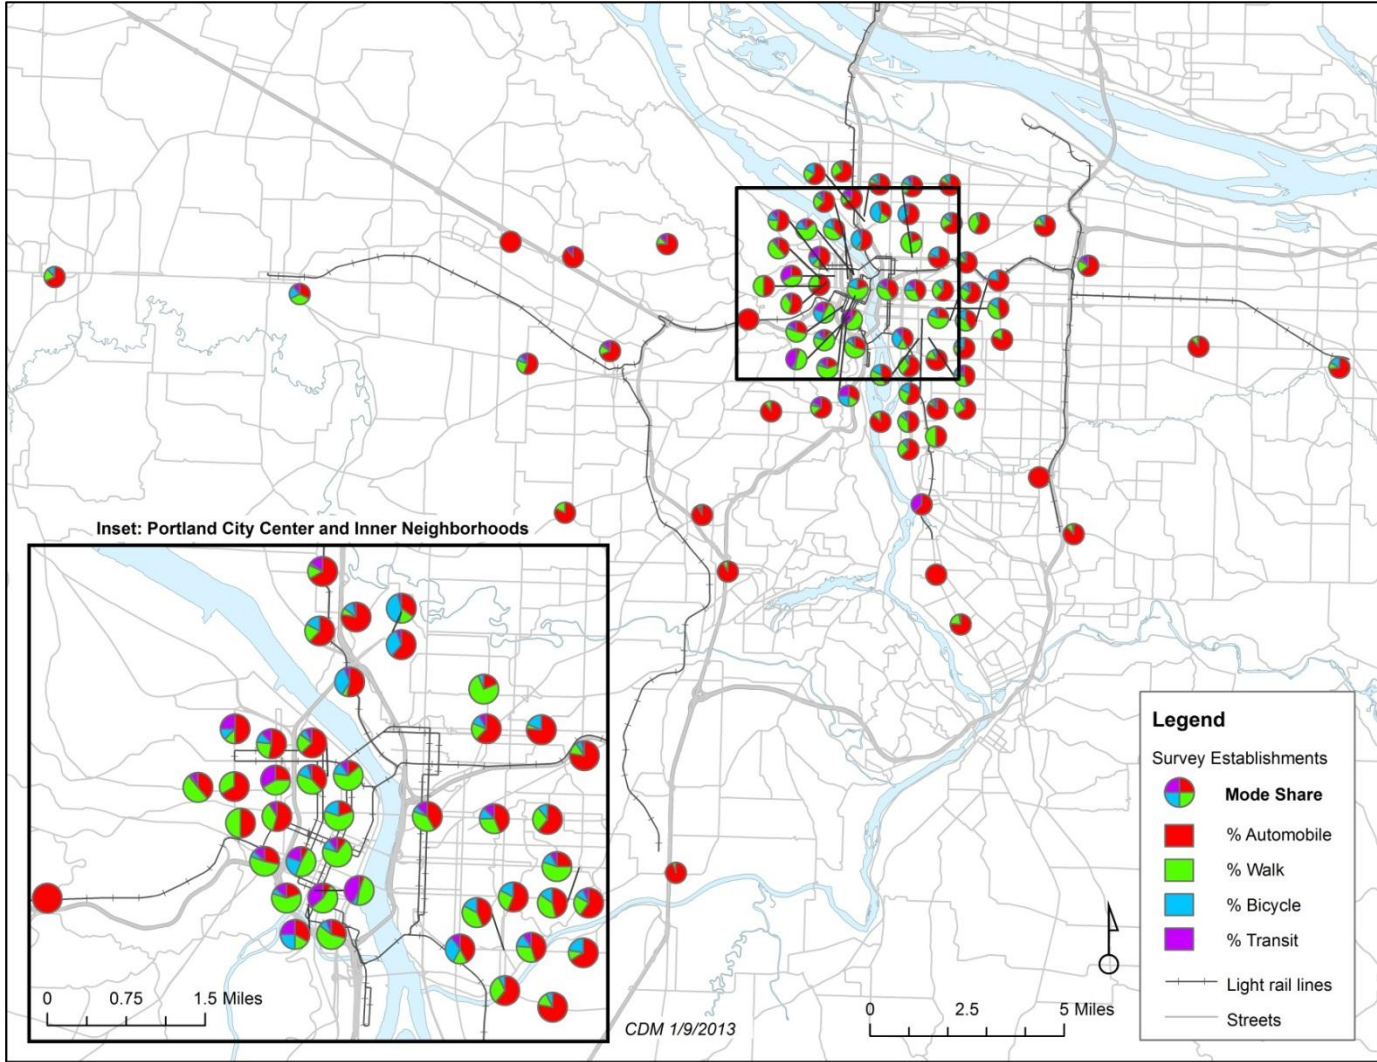 Inset: Portland City Center and Inner Neighborhoods
0 0.75 1.5 Miles
CDM 1/9/2013
0 2.5 5 Miles
Legend
Survey Establishments
Mode Share
% Automobile
% Walk
% Bicycle
% Transit
Light rail lines
Streets